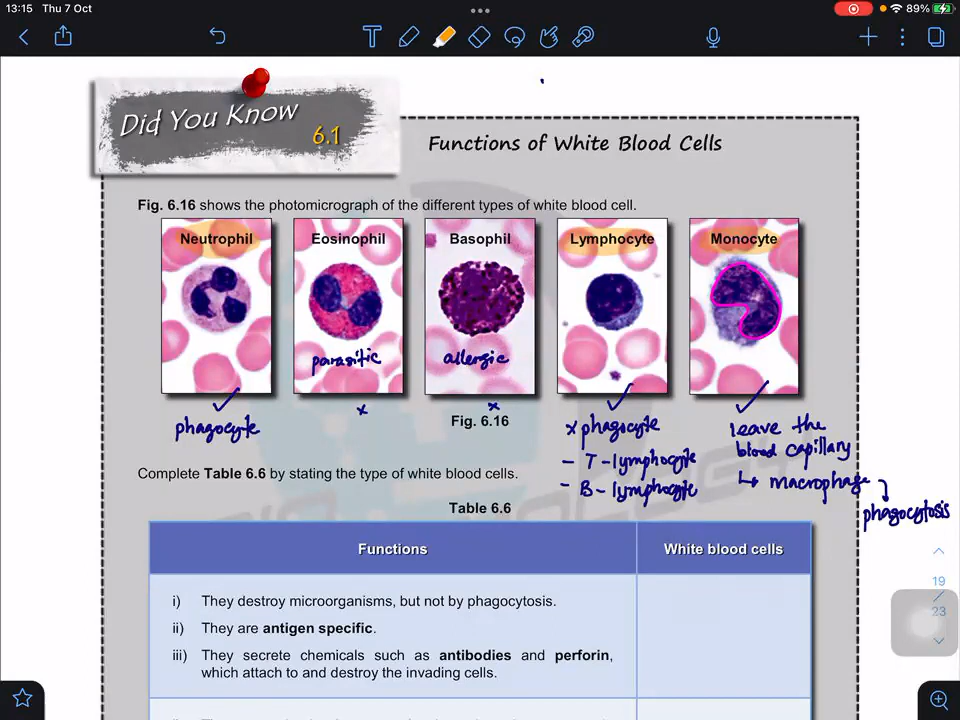 13:15 Thu 7 Oct
89%
Did You Know
6.1
Functions of White Blood Cells
Fig. 6.16 shows the photomicrograph of the different types of white blood cell.
Neutrophil Eosinophil Basophil Lymphocyte Monocyte
parasitic allergic
x x
phagocyte
Fig. 6.16
x phagocyte
- T-lymphocyte
- B-lymphocyte
leave the
blood capillary
↳ macrophage
phagocytosis
Complete Table 6.6 by stating the type of white blood cells.
Table 6.6
Functions White blood cells
i) They destroy microorganisms, but not by phagocytosis.
ii) They are antigen specific.
iii) They secrete chemicals such as antibodies and perforin,
which attach to and destroy the invading cells.
19
/
23